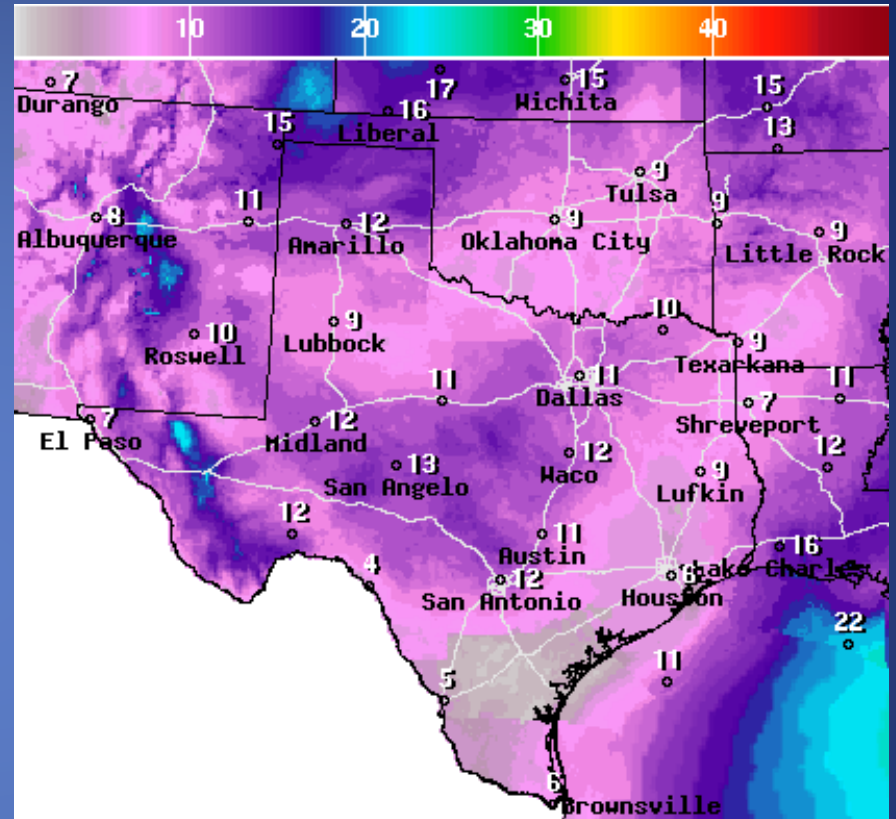 10 20 30 40
7 17 15 15
Durango Wichita
16
Liberal
15 13
9
Tulsa
8 11 12 9 9 9
Albuquerque Amarillo Oklahoma City Little Rock
10 9 10 9
Roswell Lubbock Texarkana
11 11 7 11
Dallas Shreveport
7 12
El Paso Midland
13 12 9 12
San Angelo Waco Lufkin
12 11 16
Austin Lake Charles
4 12 8
San Antonio Houston
22
5 11
6
Brownsville